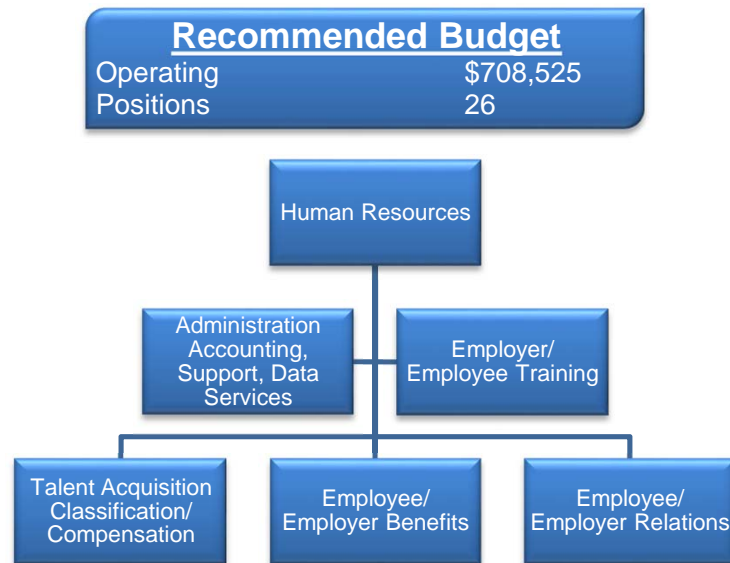 Recommended Budget
Operating $708,525
Positions 26
Human Resources
Administration
Accounting,
Support, Data
Services
Employer/
Employee Training
Talent Acquisition
Classification/
Compensation
Employee/
Employer Benefits
Employee/
Employer Relations